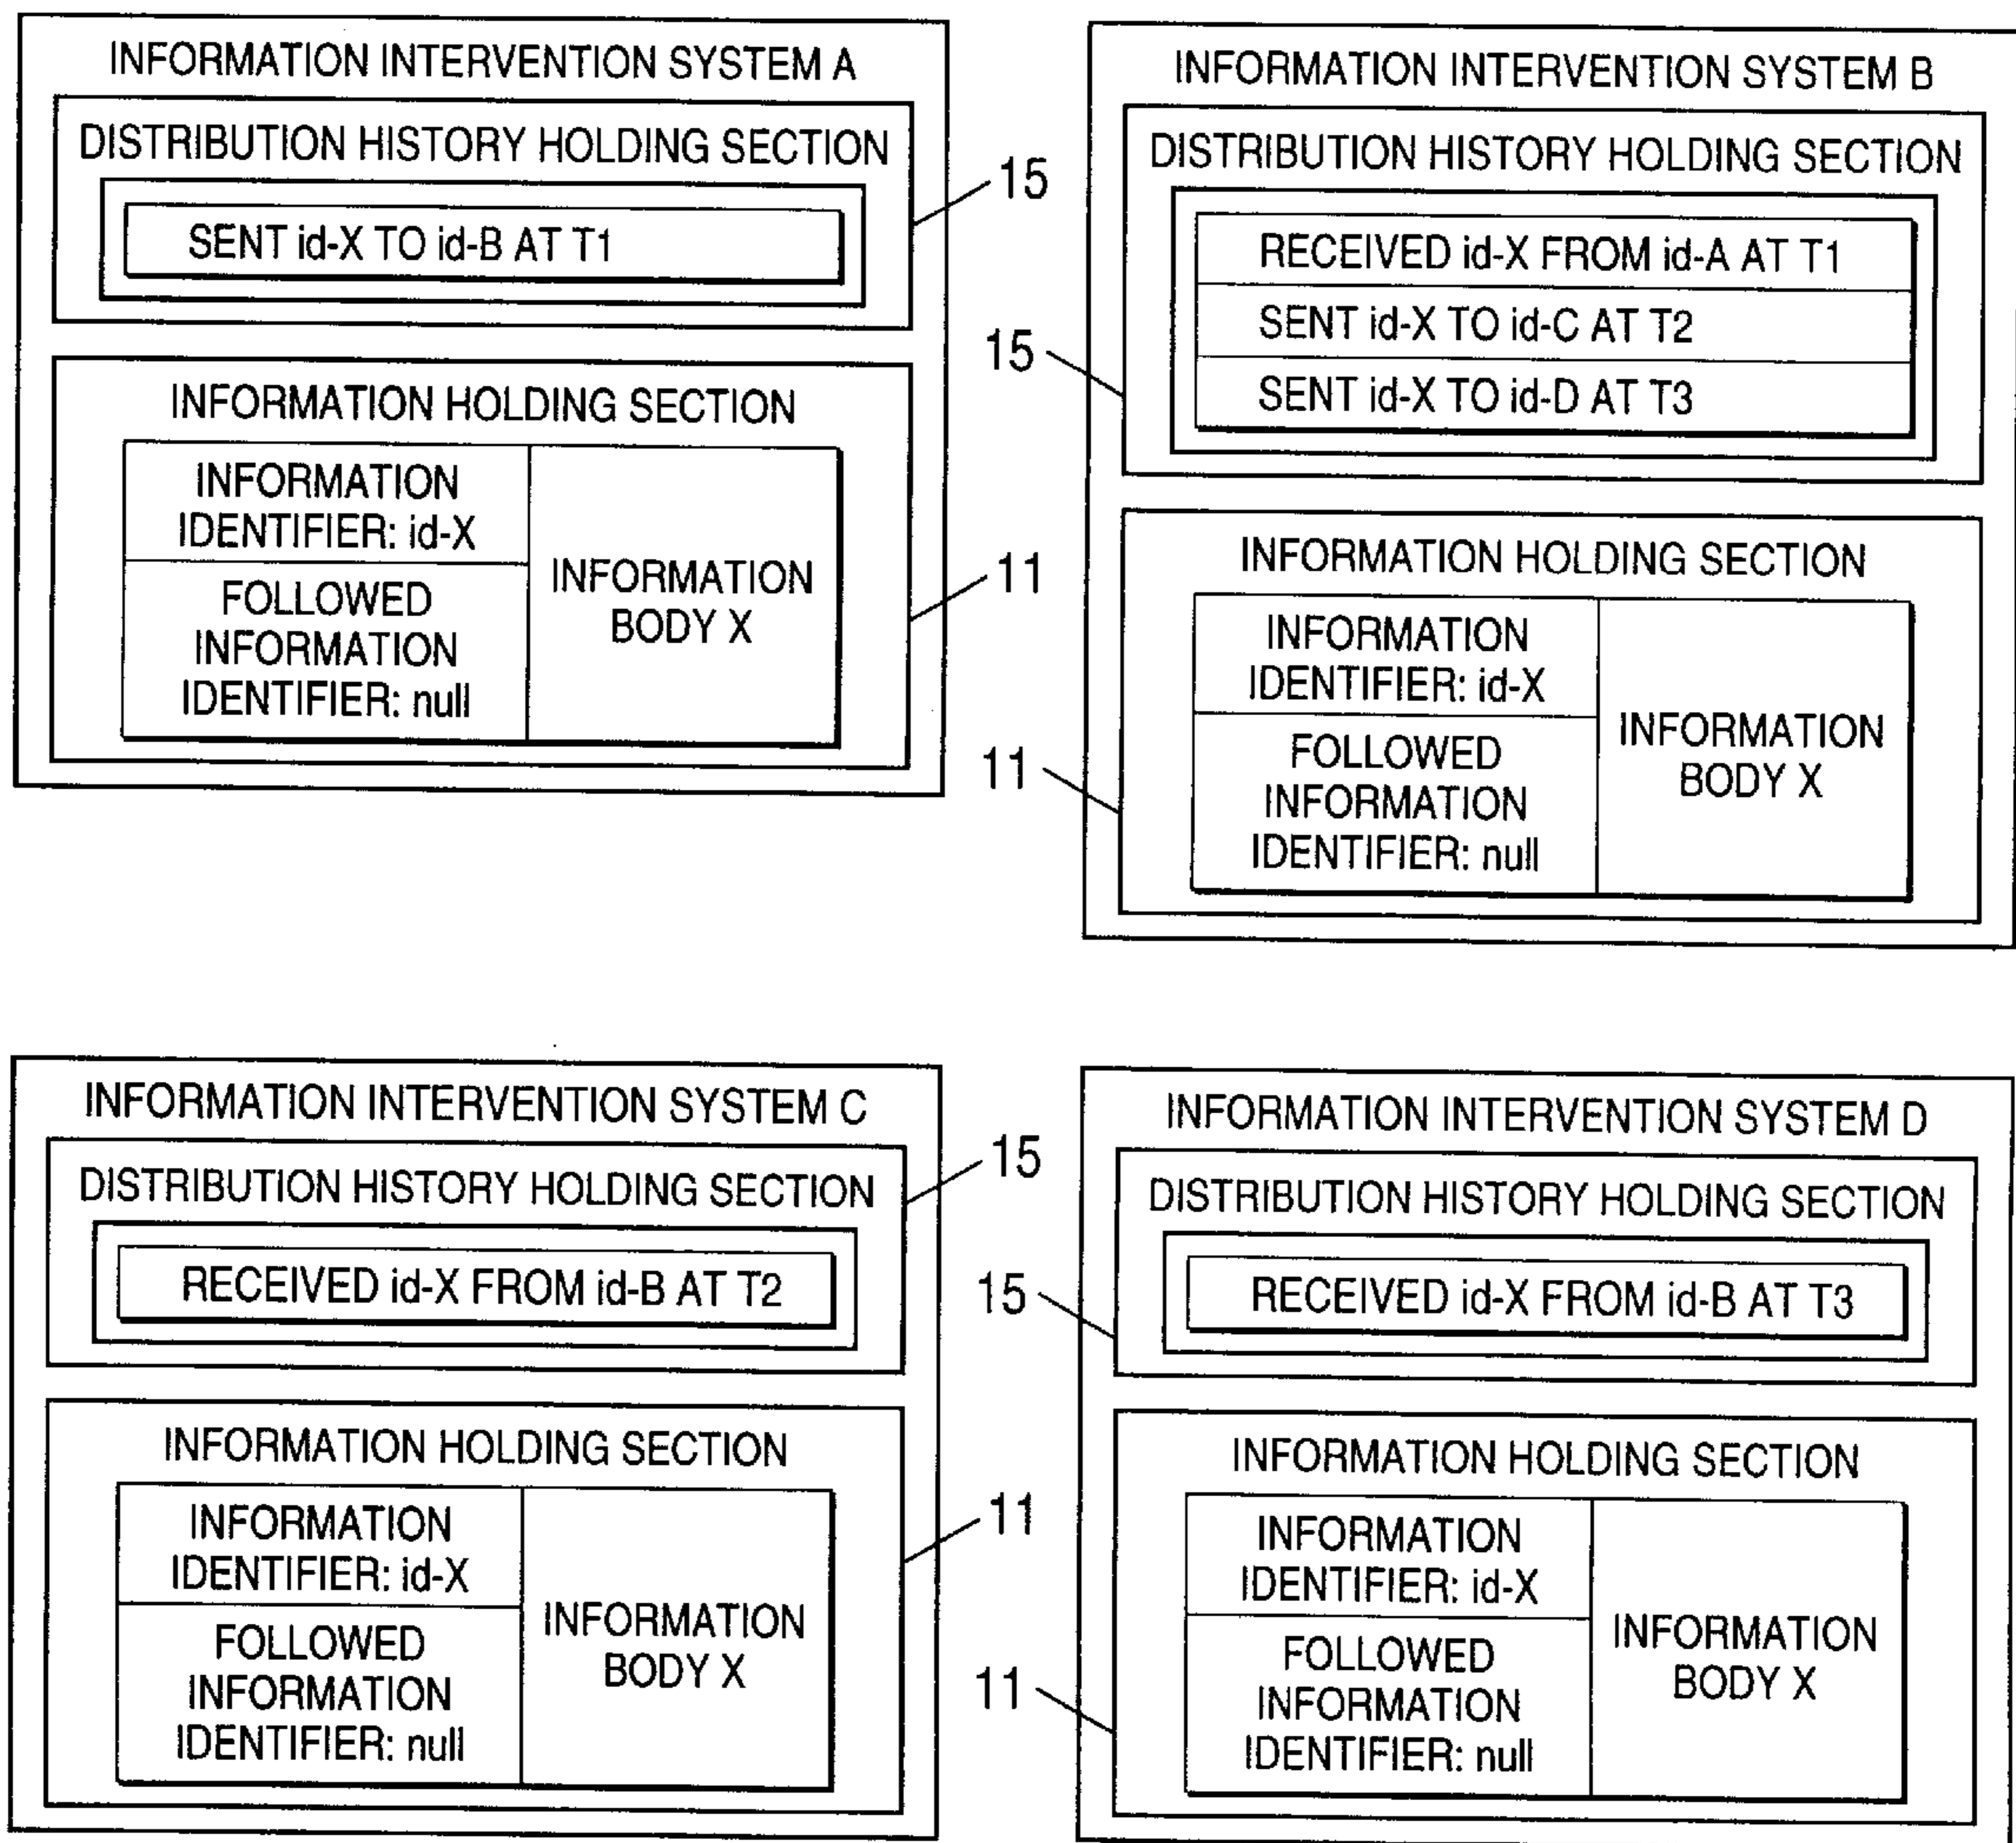 INFORMATION INTERVENTION SYSTEM A
DISTRIBUTION HISTORY HOLDING SECTION
SENT id-X TO id-B AT T1
15
INFORMATION HOLDING SECTION
INFORMATION
IDENTIFIER: id-X
FOLLOWED
INFORMATION
IDENTIFIER: null
INFORMATION
BODY X
11
INFORMATION INTERVENTION SYSTEM B
DISTRIBUTION HISTORY HOLDING SECTION
RECEIVED id-X FROM id-A AT T1
SENT id-X TO id-C AT T2
SENT id-X TO id-D AT T3
15
INFORMATION HOLDING SECTION
INFORMATION
IDENTIFIER: id-X
FOLLOWED
INFORMATION
IDENTIFIER: null
INFORMATION
BODY X
11
INFORMATION INTERVENTION SYSTEM C
DISTRIBUTION HISTORY HOLDING SECTION
RECEIVED id-X FROM id-B AT T2
15
INFORMATION HOLDING SECTION
INFORMATION
IDENTIFIER: id-X
FOLLOWED
INFORMATION
IDENTIFIER: null
INFORMATION
BODY X
11
INFORMATION INTERVENTION SYSTEM D
DISTRIBUTION HISTORY HOLDING SECTION
RECEIVED id-X FROM id-B AT T3
15
INFORMATION HOLDING SECTION
INFORMATION
IDENTIFIER: id-X
FOLLOWED
INFORMATION
IDENTIFIER: null
INFORMATION
BODY X
11